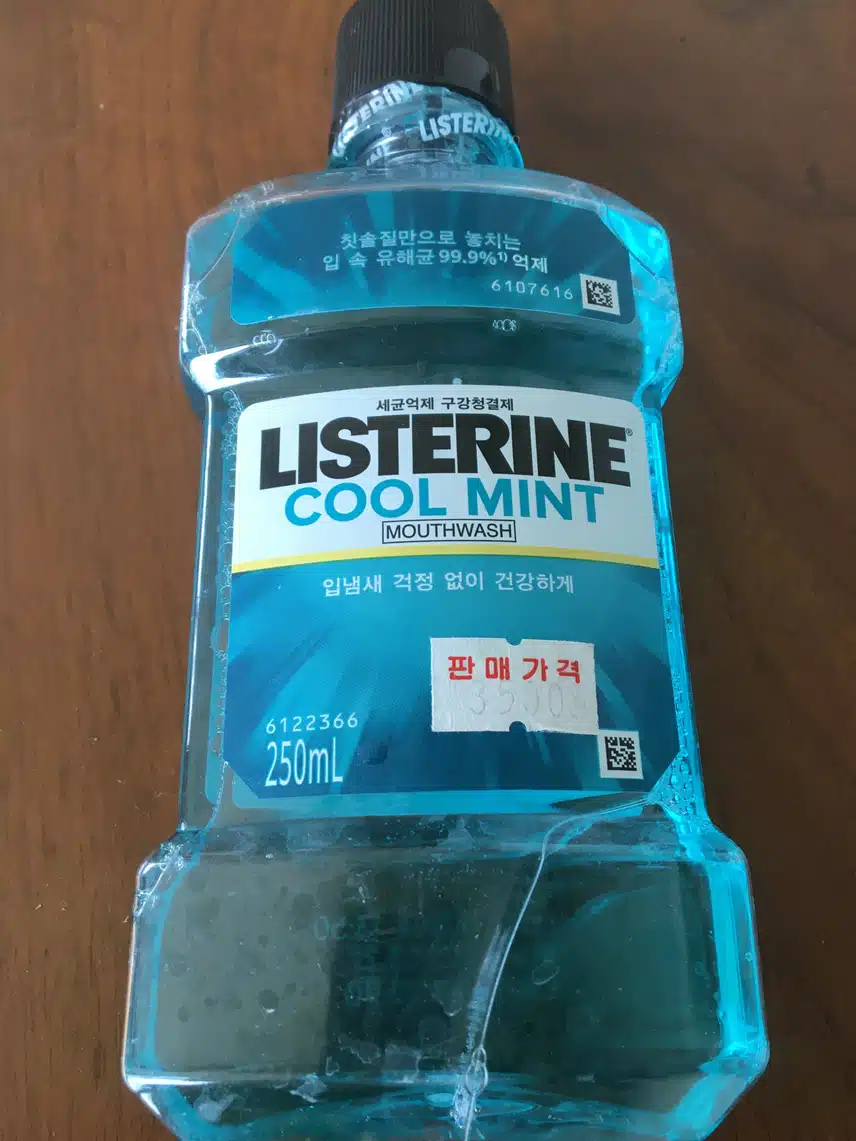 LISTERINE
LISTERINE
칫솔질만으로 놓치는
입 속 유해균 99.9%¹⁾ 억제
6107616
세균억제 구강청결제
LISTERINE®
COOL MINT
MOUTHWASH
입냄새 걱정 없이 건강하게
판매가격
3500
6122366
250mL